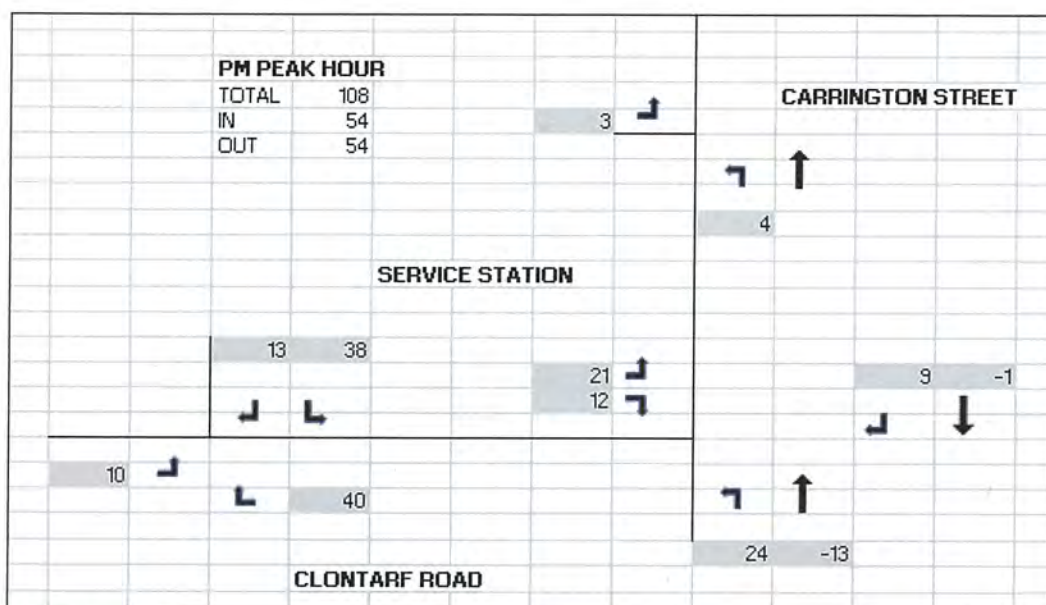 PM PEAK HOUR
TOTAL 108
CARRINGTON STREET
IN 54
3
OUT 54
4
SERVICE STATION
13 38
21
9 -1
12
10
40
24 -13
CLONTARF ROAD